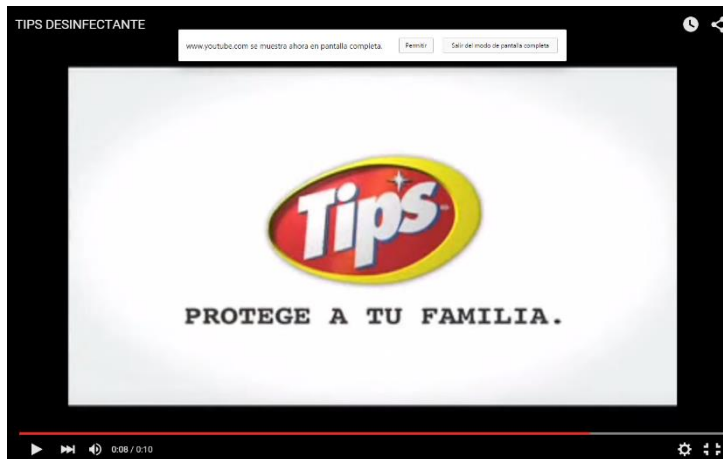 TIPS DESINFECTANTE
www.youtube.com se muestra ahora en pantalla completa. Permitir Salir del modo de pantalla completa
Tips
PROTEGE A TU FAMILIA.
0:08 / 0:10